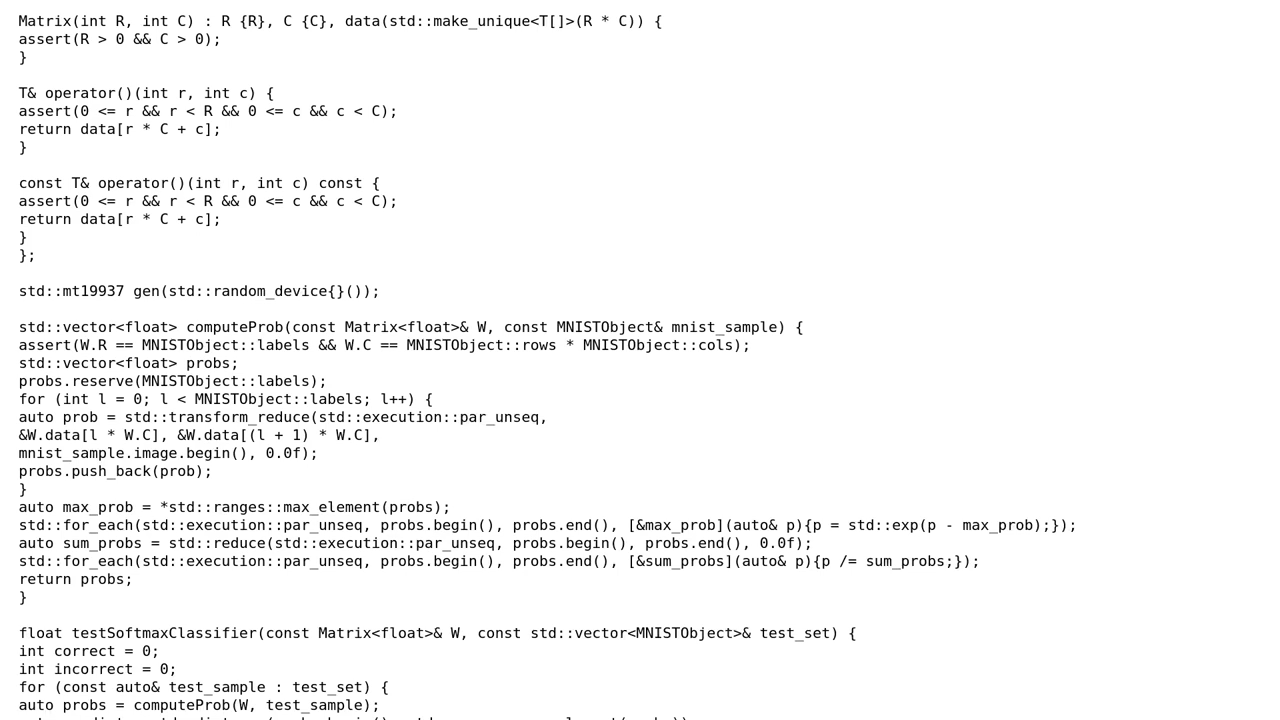 Matrix(int R, int C) : R {R}, C {C}, data(std::make_unique<T[]>(R * C)) {
assert(R > 0 && C > 0);
}
T& operator()(int r, int c) {
assert(0 <= r && r < R && 0 <= c && c < C);
return data[r * C + c];
}
const T& operator()(int r, int c) const {
assert(0 <= r && r < R && 0 <= c && c < C);
return data[r * C + c];
}
};
std::mt19937 gen(std::random_device{}());
std::vector<float> computeProb(const Matrix<float>& W, const MNISTObject& mnist_sample) {
assert(W.R == MNISTObject::labels && W.C == MNISTObject::rows * MNISTObject::cols);
std::vector<float> probs;
probs.reserve(MNISTObject::labels);
for (int l = 0; l < MNISTObject::labels; l++) {
auto prob = std::transform_reduce(std::execution::par_unseq,
&W.data[l * W.C], &W.data[(l + 1) * W.C],
mnist_sample.image.begin(), 0.0f);
probs.push_back(prob);
}
auto max_prob = *std::ranges::max_element(probs);
std::for_each(std::execution::par_unseq, probs.begin(), probs.end(), [&max_prob](auto& p){p = std::exp(p - max_prob);});
auto sum_probs = std::reduce(std::execution::par_unseq, probs.begin(), probs.end(), 0.0f);
std::for_each(std::execution::par_unseq, probs.begin(), probs.end(), [&sum_probs](auto& p){p /= sum_probs;});
return probs;
}
float testSoftmaxClassifier(const Matrix<float>& W, const std::vector<MNISTObject>& test_set) {
int correct = 0;
int incorrect = 0;
for (const auto& test_sample : test_set) {
auto probs = computeProb(W, test_sample);